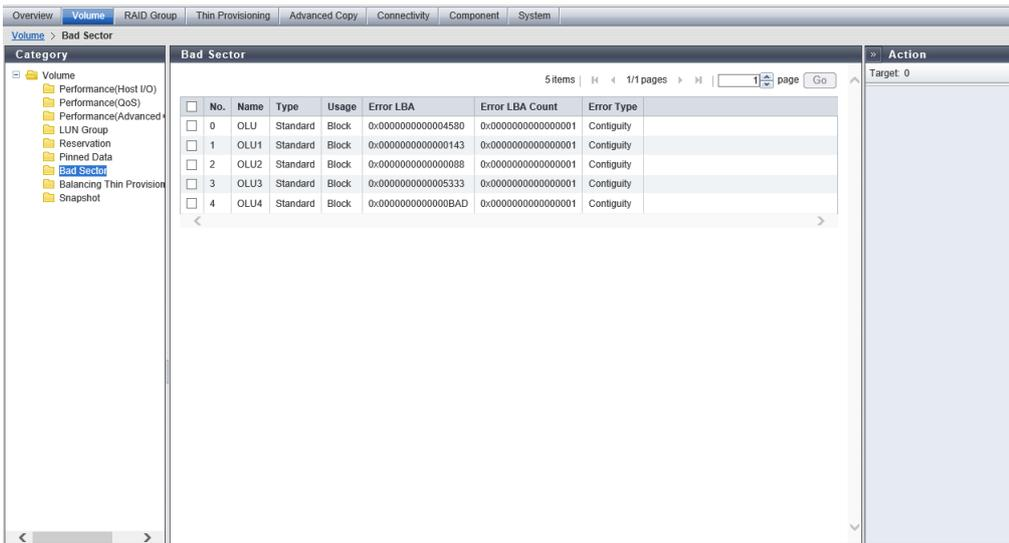 Overview Volume RAID Group Thin Provisioning Advanced Copy Connectivity Component System
Volume > Bad Sector
Category
Volume
Performance(Host I/O)
Performance(QoS)
Performance(Advanced
LUN Group
Reservation
Pinned Data
Bad Sector
Balancing Thin Provision
Snapshot
Bad Sector
5 items | 1/1 pages | 1 page Go
No. Name Type Usage Error LBA Error LBA Count Error Type
0 OLU Standard Block 0x0000000000004580 0x0000000000000001 Contiguity
1 OLU1 Standard Block 0x0000000000000143 0x0000000000000001 Contiguity
2 OLU2 Standard Block 0x0000000000000088 0x0000000000000001 Contiguity
3 OLU3 Standard Block 0x0000000000005333 0x0000000000000001 Contiguity
4 OLU4 Standard Block 0x0000000000000BAD 0x0000000000000001 Contiguity
» Action
Target: 0